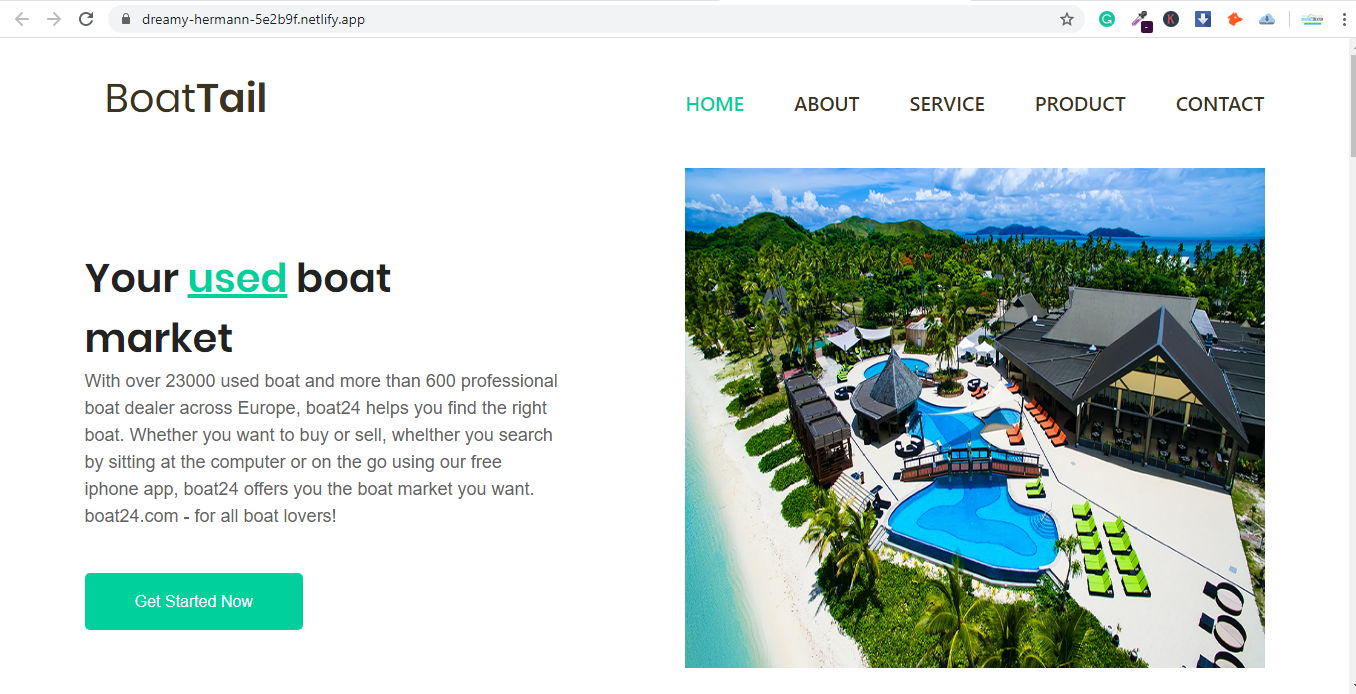 dreamy-hermann-5e2b9f.netlify.app
BoatTail
HOME ABOUT SERVICE PRODUCT CONTACT
Your used boat
market
With over 23000 used boat and more than 600 professional
boat dealer across Europe, boat24 helps you find the right
boat. Whether you want to buy or sell, whelther you search
by sitting at the computer or on the go using our free
iphone app, boat24 offers you the boat market you want.
boat24.com - for all boat lovers!
Get Started Now